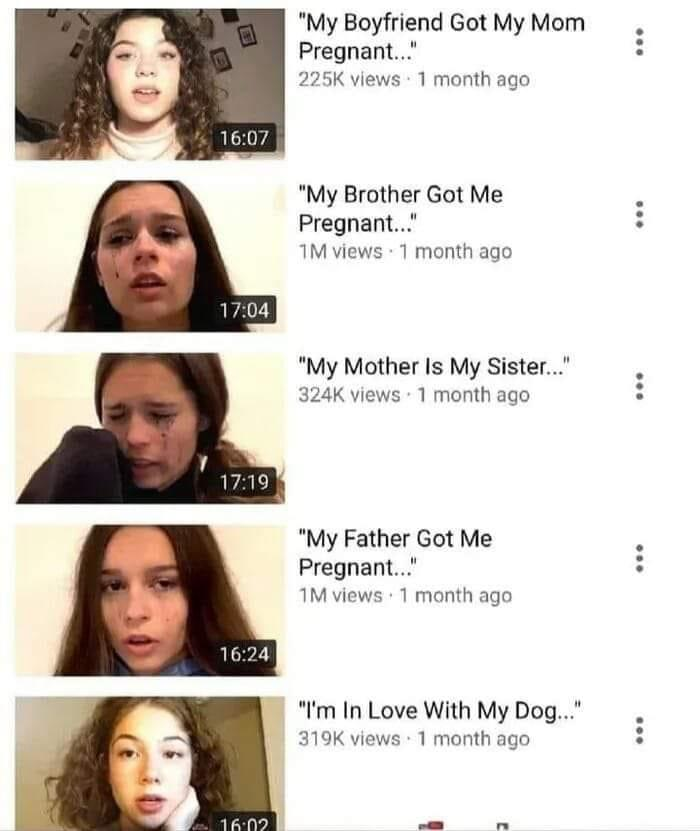 "My Boyfriend Got My Mom
Pregnant..."
225K views · 1 month ago
16:07
"My Brother Got Me
Pregnant..."
1M views · 1 month ago
17:04
"My Mother Is My Sister..."
324K views · 1 month ago
17:19
"My Father Got Me
Pregnant..."
1M views · 1 month ago
16:24
"I'm In Love With My Dog..."
319K views · 1 month ago
16:02